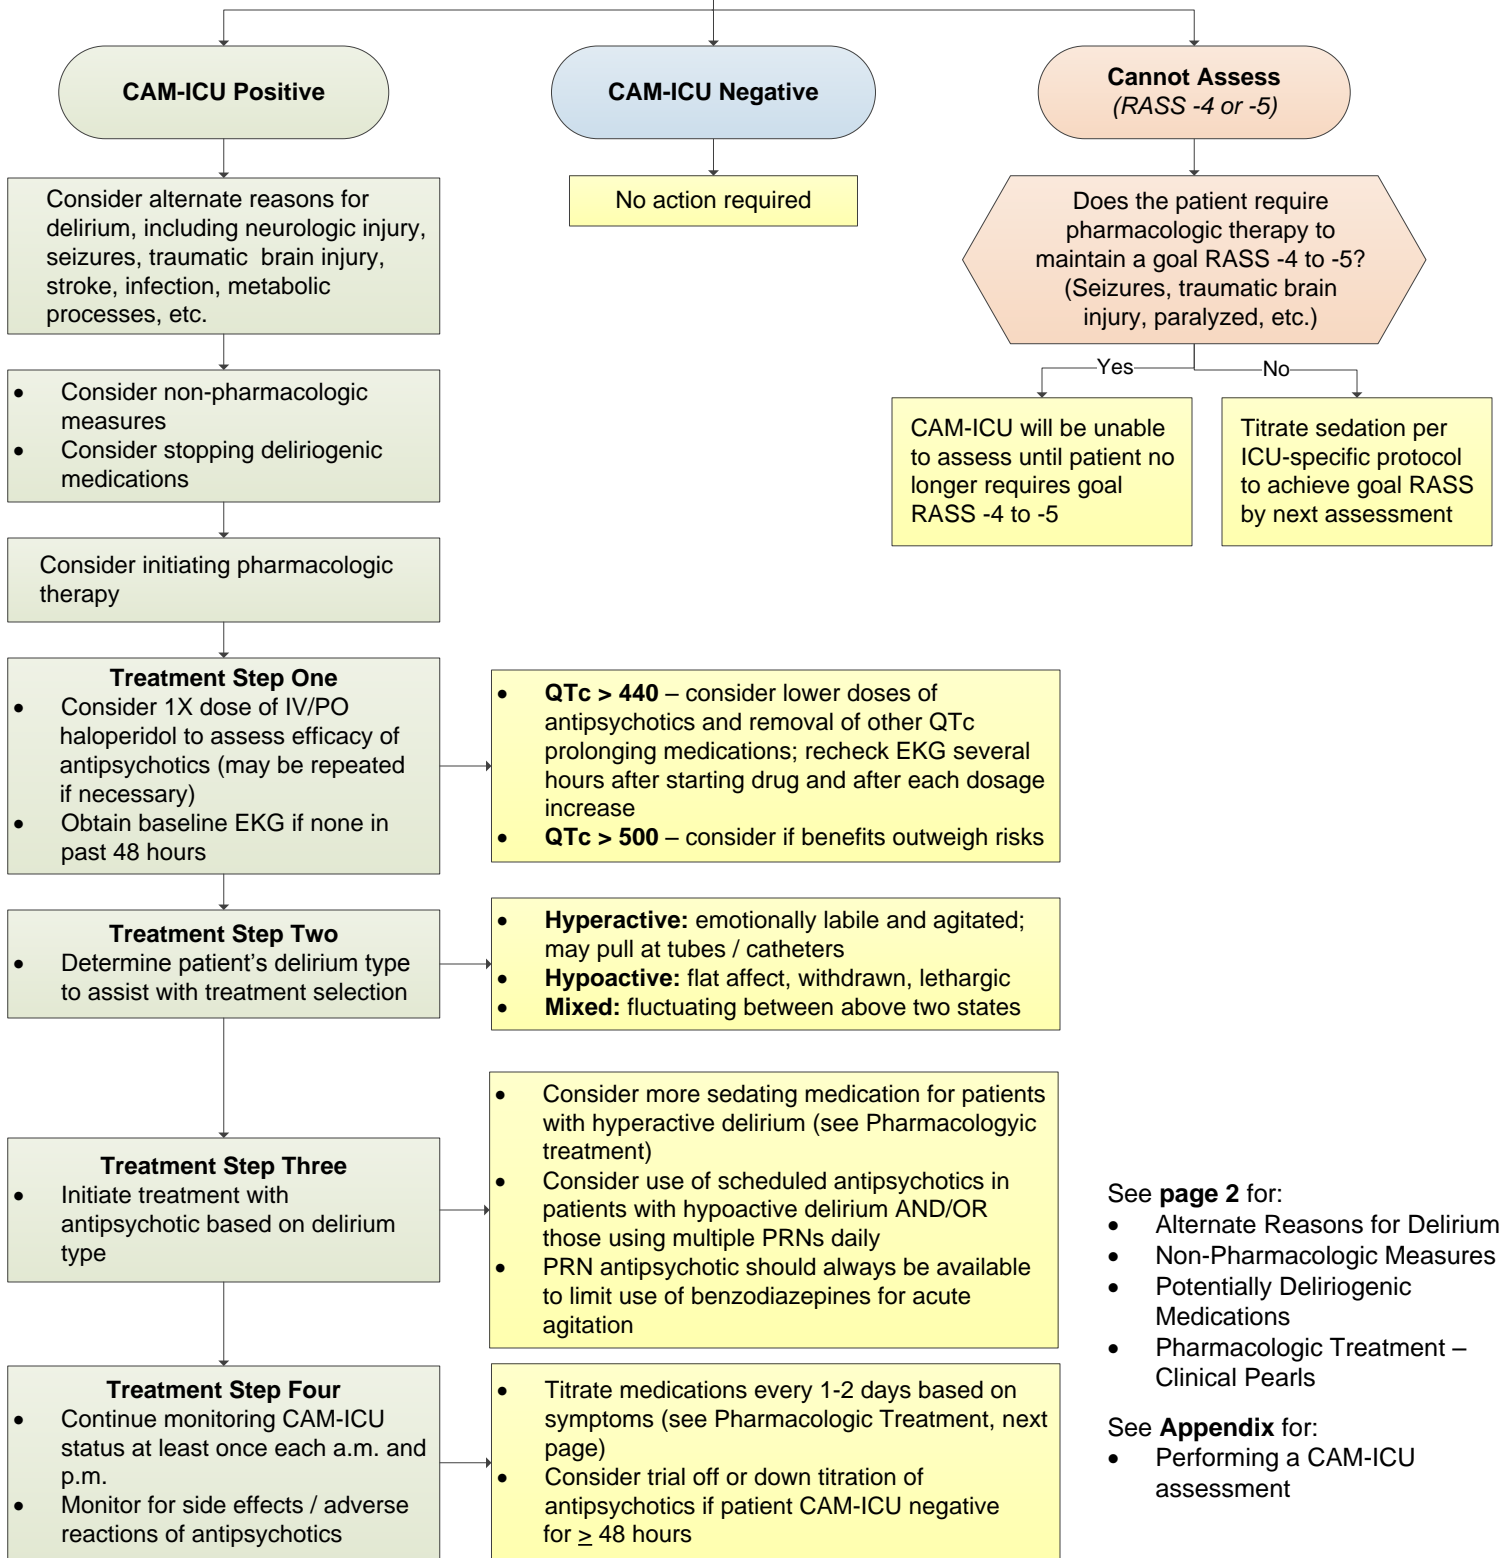 CAM-ICU Positive
CAM-ICU Negative
Cannot Assess
(RASS -4 or -5)
Consider alternate reasons for
delirium, including neurologic injury,
seizures, traumatic brain injury,
stroke, infection, metabolic
processes, etc.
No action required
Does the patient require
pharmacologic therapy to
maintain a goal RASS -4 to -5?
(Seizures, traumatic brain
injury, paralyzed, etc.)
Yes
No
• Consider non-pharmacologic
measures
• Consider stopping deliriogenic
medications
CAM-ICU will be unable
to assess until patient no
longer requires goal
RASS -4 to -5
Titrate sedation per
ICU-specific protocol
to achieve goal RASS
by next assessment
Consider initiating pharmacologic
therapy
Treatment Step One
• Consider 1X dose of IV/PO
haloperidol to assess efficacy of
antipsychotics (may be repeated
if necessary)
• Obtain baseline EKG if none in
past 48 hours
• QTc > 440 – consider lower doses of
antipsychotics and removal of other QTc
prolonging medications; recheck EKG several
hours after starting drug and after each dosage
increase
• QTc > 500 – consider if benefits outweigh risks
Treatment Step Two
• Determine patient’s delirium type
to assist with treatment selection
• Hyperactive: emotionally labile and agitated;
may pull at tubes / catheters
• Hypoactive: flat affect, withdrawn, lethargic
• Mixed: fluctuating between above two states
Treatment Step Three
• Initiate treatment with
antipsychotic based on delirium
type
• Consider more sedating medication for patients
with hyperactive delirium (see Pharmacologyic
treatment)
• Consider use of scheduled antipsychotics in
patients with hypoactive delirium AND/OR
those using multiple PRNs daily
• PRN antipsychotic should always be available
to limit use of benzodiazepines for acute
agitation
Treatment Step Four
• Continue monitoring CAM-ICU
status at least once each a.m. and
p.m.
• Monitor for side effects / adverse
reactions of antipsychotics
• Titrate medications every 1-2 days based on
symptoms (see Pharmacologic Treatment, next
page)
• Consider trial off or down titration of
antipsychotics if patient CAM-ICU negative
for ≥ 48 hours
See page 2 for:
• Alternate Reasons for Delirium
• Non-Pharmacologic Measures
• Potentially Deliriogenic
Medications
• Pharmacologic Treatment –
Clinical Pearls
See Appendix for:
• Performing a CAM-ICU
assessment